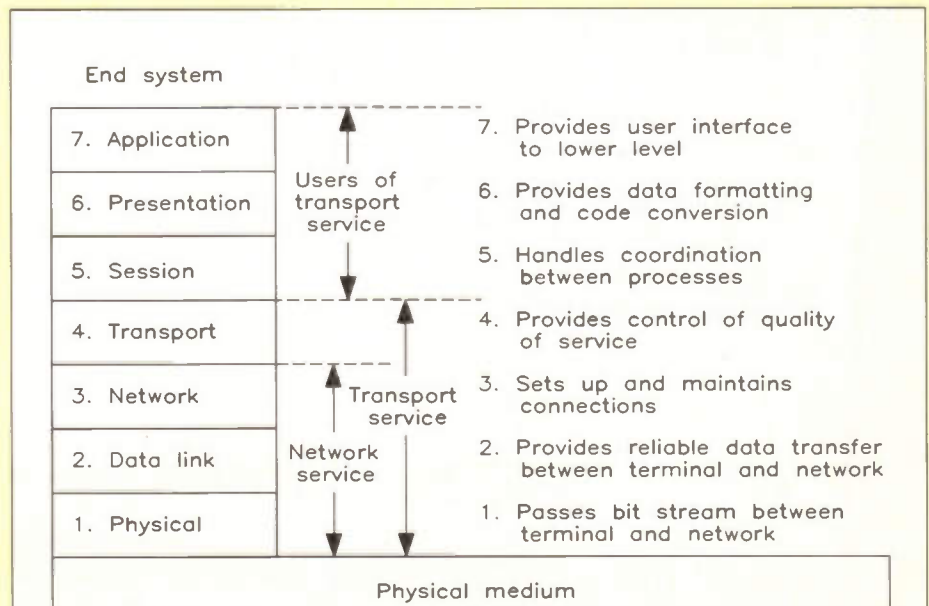 End system
7. Application
6. Presentation
5. Session
4. Transport
3. Network
2. Data link
1. Physical
Users of
transport
service
Transport
service
Network
service
7. Provides user interface
to lower level
6. Provides data formatting
and code conversion
5. Handles coordination
between processes
4. Provides control of quality
of service
3. Sets up and maintains
connections
2. Provides reliable data transfer
between terminal and network
1. Passes bit stream between
terminal and network
Physical medium